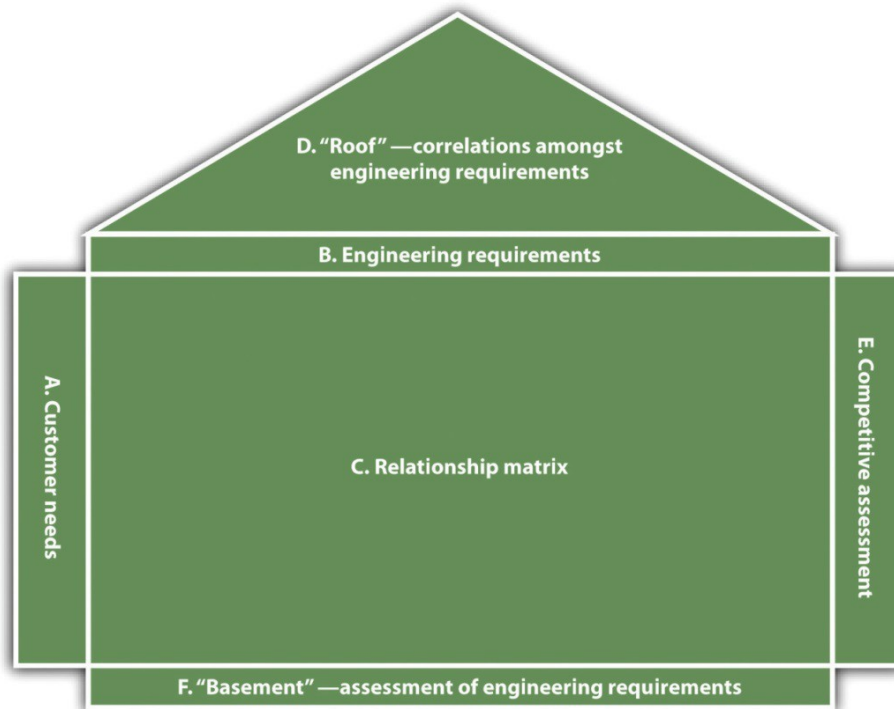 D. “Roof” —correlations amongst
engineering requirements
B. Engineering requirements
A. Customer needs
C. Relationship matrix
E. Competitive assessment
F. “Basement” —assessment of engineering requirements